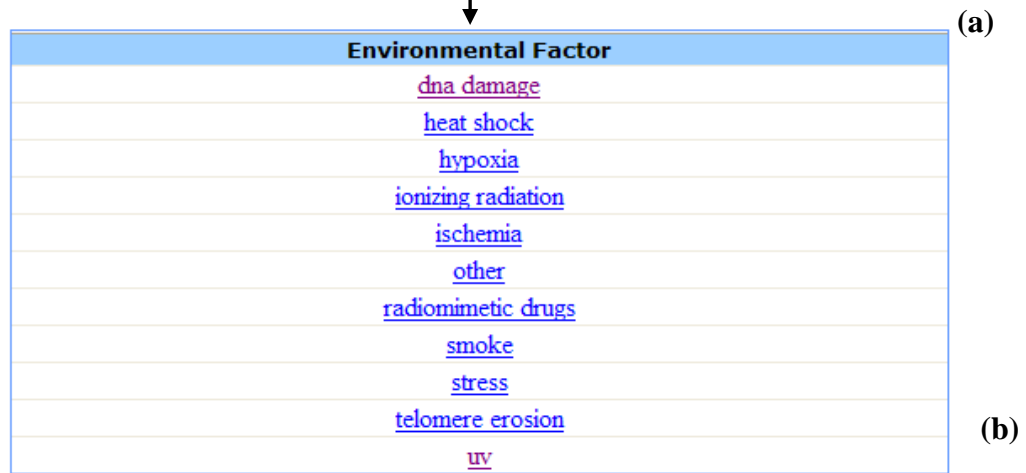 (a)
Environmental Factor
dna damage
heat shock
hypoxia
ionizing radiation
ischemia
other
radiomimetic drugs
smoke
stress
telomere erosion
(b)
uv